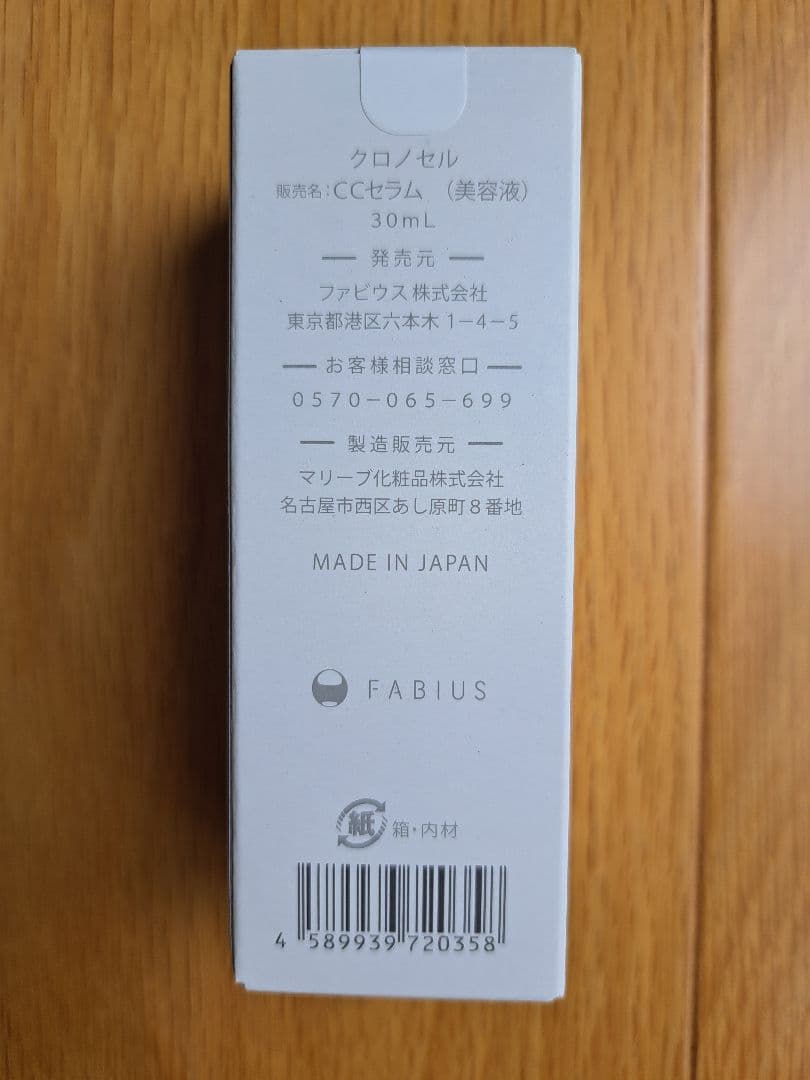 クロノセル
販売名:CCセラム (美容液)
30mL
発売元
ファビウス株式会社
東京都港区六本木1-4-5
お客様相談窓口
0570-065-699
製造販売元
マリーブ化粧品株式会社
名古屋市西区あし原町8番地
MADE IN JAPAN
FABIUS
紙 箱・内材
4 589939 720358